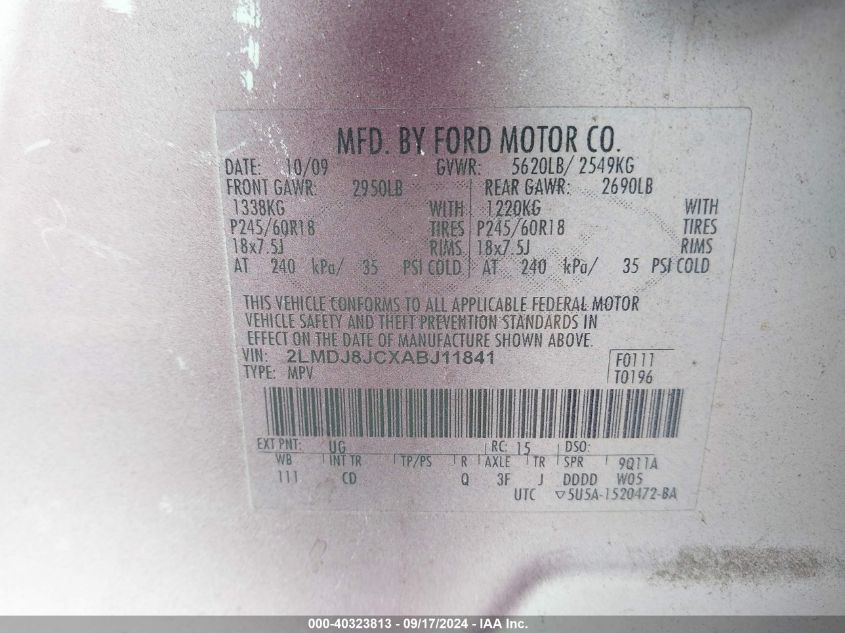 MFD. BY FORD MOTOR CO.
DATE: 10/09 GVWR: 5620LB/ 2549KG
FRONT GAWR: 2950LB REAR GAWR: 2690LB
1338KG WITH 1220KG WITH
P245/60R18 TIRES P245/60R18 TIRES
18x7.5J RIMS 18x7.5J RIMS
AT 240 kPa/ 35 PSI COLD AT 240 kPa/ 35 PSI COLD
THIS VEHICLE CONFORMS TO ALL APPLICABLE FEDERAL MOTOR
VEHICLE SAFETY AND THEFT PREVENTION STANDARDS IN
EFFECT ON THE DATE OF MANUFACTURE SHOWN ABOVE.
VIN: 2LMDJ8JCXABJ11841 F0111
TYPE: MPV T0196
EXT PNT: UG RC: 15 DSO:
WB INT TR TP/PS R AXLE TR SPR 9Q11A
111 CD Q 3F J DDDD W05
UTC ▽5U5A-1520472-BA
000-40323813 - 09/17/2024 - IAA Inc.